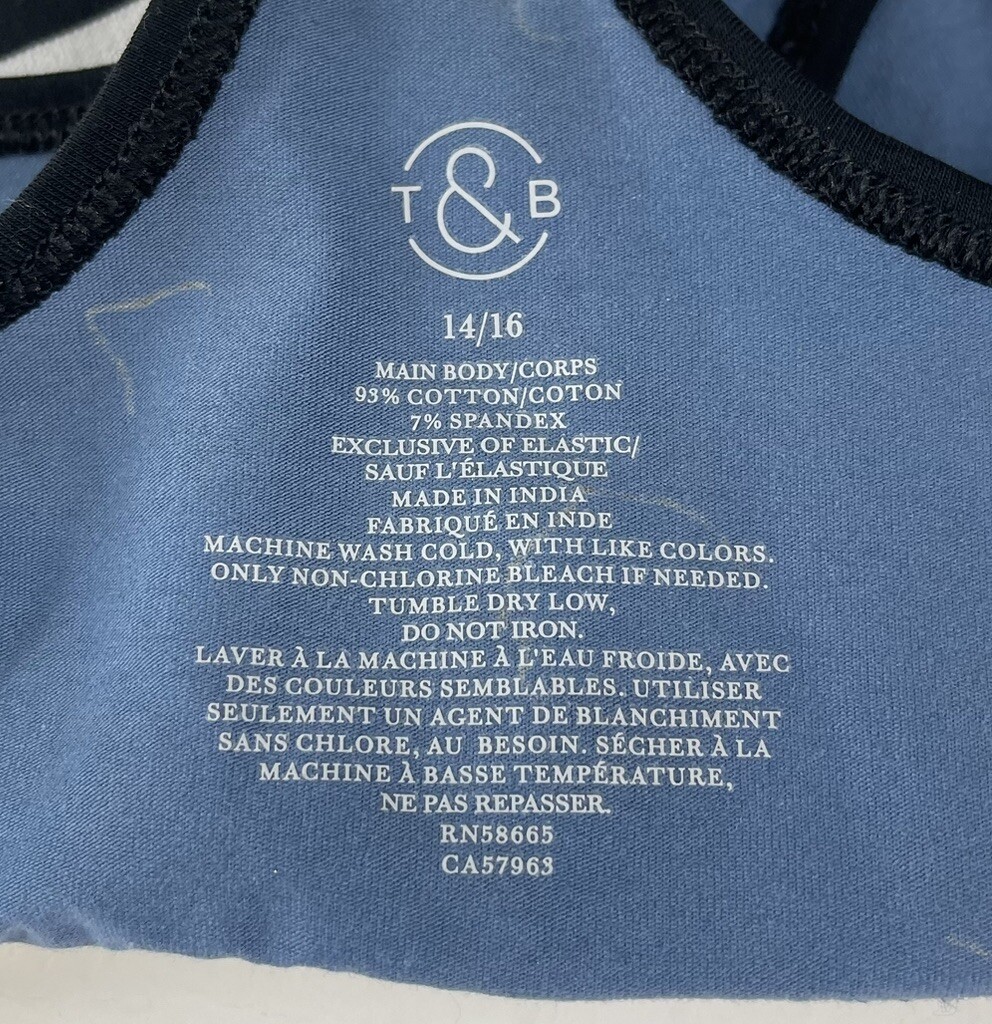 T & B
14/16
MAIN BODY/CORPS
93% COTTON/COTON
7% SPANDEX
EXCLUSIVE OF ELASTIC/
SAUF L'ÉLASTIQUE
MADE IN INDIA
FABRIQUÉ EN INDE
MACHINE WASH COLD, WITH LIKE COLORS.
ONLY NON-CHLORINE BLEACH IF NEEDED.
TUMBLE DRY LOW,
DO NOT IRON.
LAVER À LA MACHINE À L'EAU FROIDE, AVEC
DES COULEURS SEMBLABLES. UTILISER
SEULEMENT UN AGENT DE BLANCHIMENT
SANS CHLORE, AU BESOIN. SÉCHER À LA
MACHINE À BASSE TEMPÉRATURE,
NE PAS REPASSER.
RN58665
CA57963